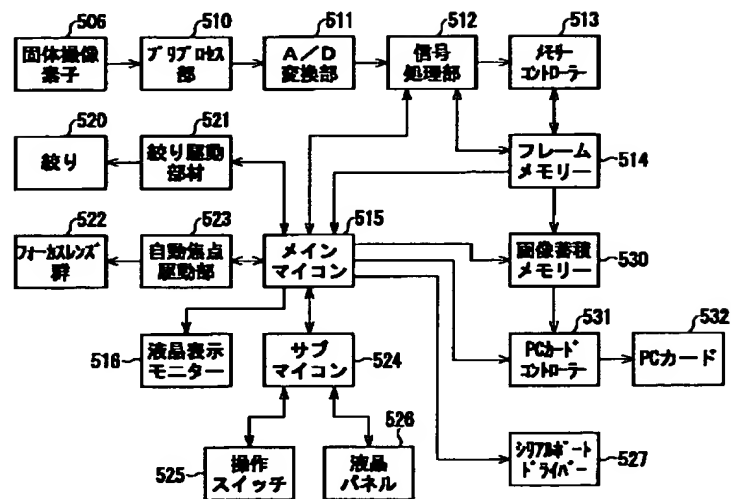 506
固体撮像
素子
510
プリプロセス
部
511
A/D
変換部
512
信号
処理部
513
メモリー
コントローラー
520
絞り
521
絞り駆動
部材
フレーム
メモリー
514
522
フォーカスレンズ
群
523
自動焦点
駆動部
515
メイン
マイコン
画像蓄積
メモリー
530
516
液晶表示
モニター
サブ
マイコン
524
531
PCカード
コントローラー
532
PCカード
525
操作
スイッチ
526
液晶
パネル
シリアルポート
ドライバー
527